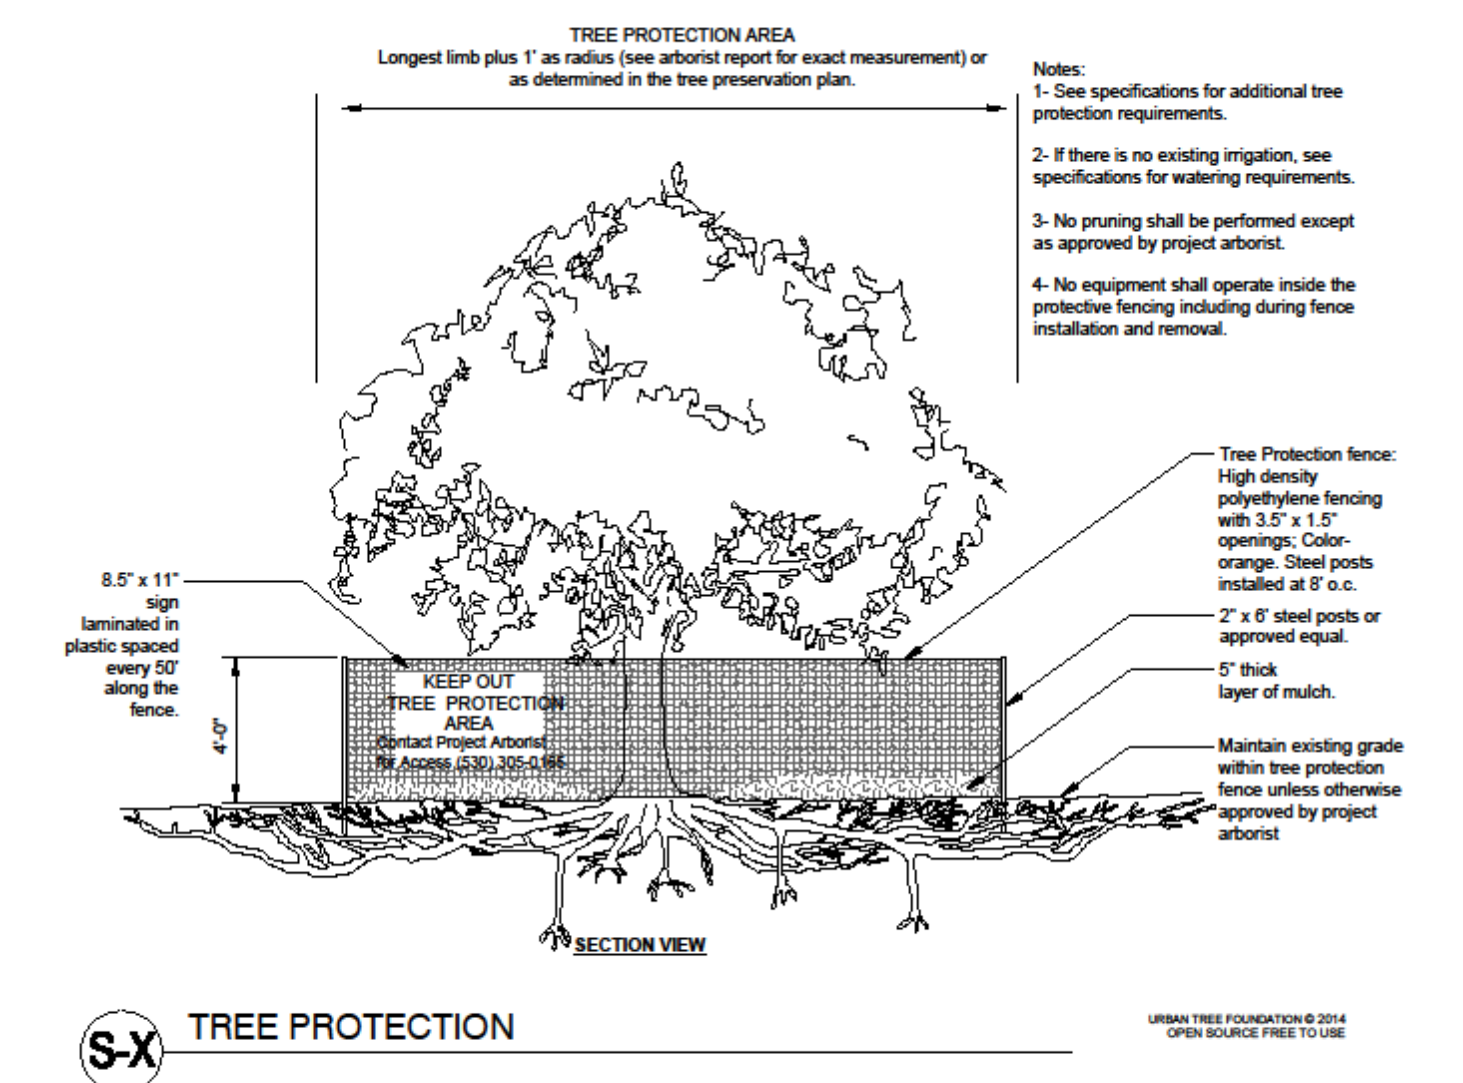 TREE PROTECTION AREA
Longest limb plus 1' as radius (see arborist report for exact measurement) or
as determined in the tree preservation plan.
Notes:
1- See specifications for additional tree
protection requirements.
2- If there is no existing irrigation, see
specifications for watering requirements.
3- No pruning shall be performed except
as approved by project arborist.
4- No equipment shall operate inside the
protective fencing including during fence
installation and removal.
Tree Protection fence:
High density
polyethylene fencing
with 3.5" x 1.5"
openings; Color-
orange. Steel posts
installed at 8' o.c.
2" x 6' steel posts or
approved equal.
5" thick
layer of mulch.
Maintain existing grade
within tree protection
fence unless otherwise
approved by project
arborist
8.5" x 11"
sign
laminated in
plastic spaced
every 50'
along the
fence.
4'-0"
KEEP OUT
TREE PROTECTION
AREA
Contact Project Arborist
for Access (530) 305-0165
SECTION VIEW
S-X
TREE PROTECTION
URBAN TREE FOUNDATION © 2014
OPEN SOURCE FREE TO USE